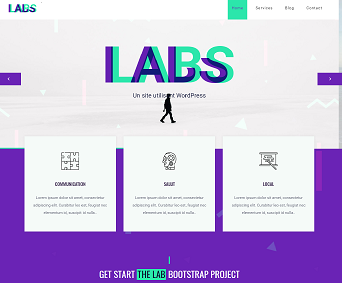 LABS
Home Services Blog Contact
LABS
Un site utilisant WordPress
COMMUNICATION
Lorem ipsum dolor sit amet, consectetur
adipiscing elit. Curabitur leo est, feugiat nec
elementum id, suscipit id nulla.
SALUT
Lorem ipsum dolor sit amet, consectetur
adipiscing elit. Curabitur leo est, feugiat nec
elementum id, suscipit id nulla.
LOCAL
Lorem ipsum dolor sit amet, consectetur
adipiscing elit. Curabitur leo est, feugiat nec
elementum id, suscipit id nulla.
GET START THE LAB BOOTSTRAP PROJECT